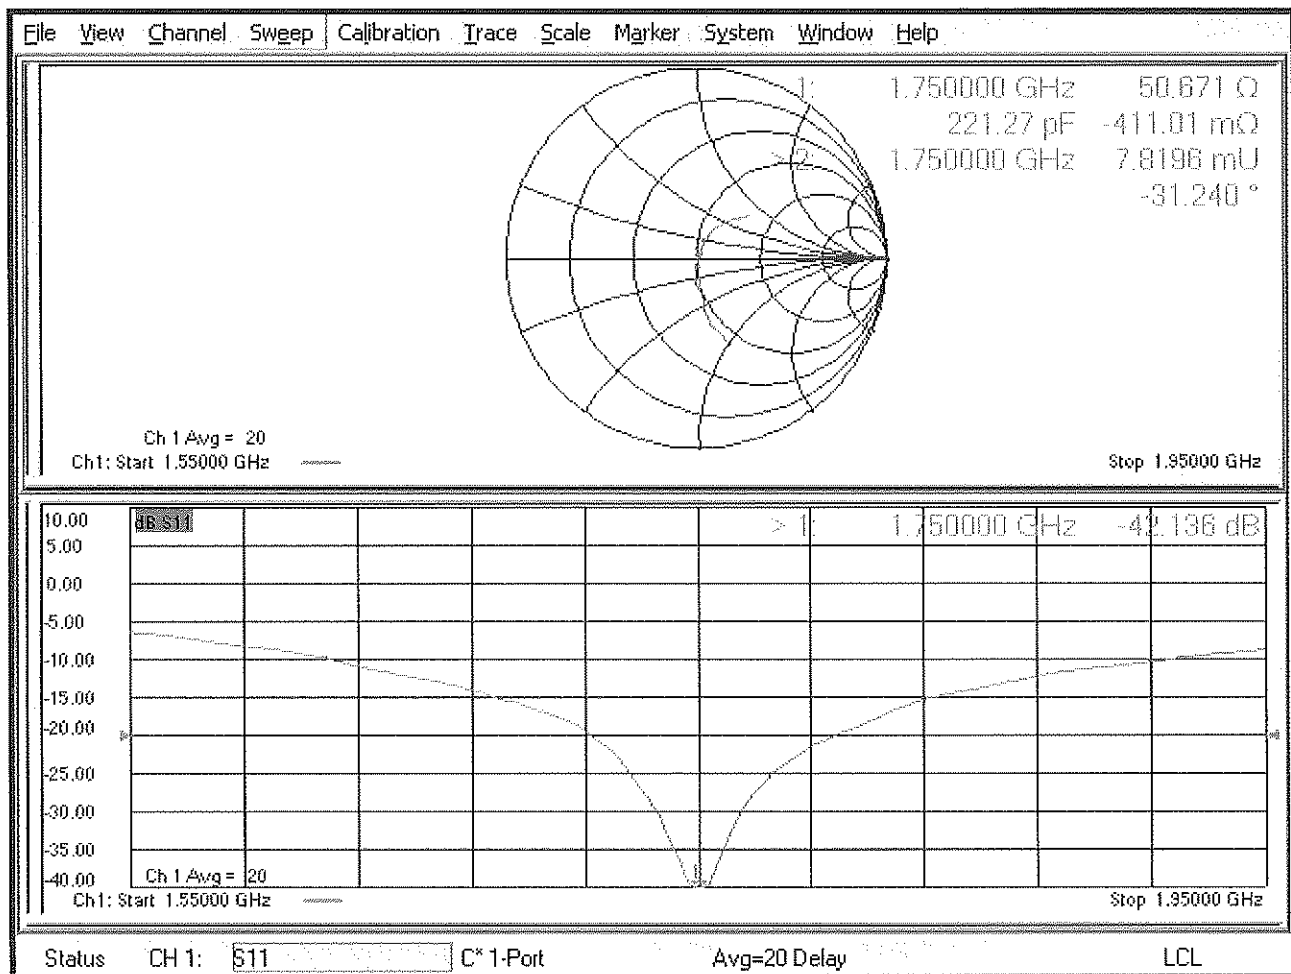 File View Channel Sweep Calibration Trace Scale Marker System Window Help
1: 1.750000 GHz 50.671 Ω
221.27 pF -411.01 mΩ
> 2: 1.750000 GHz 7.8196 mU
-31.240 °
Ch 1 Avg = 20
Ch1: Start 1.55000 GHz Stop 1.95000 GHz
10.00 dB S11 > 1: 1.750000 GHz -42.136 dB
5.00
0.00
-5.00
-10.00
-15.00
-20.00
-25.00
-30.00
-35.00
-40.00 Ch 1 Avg = 20
Ch1: Start 1.55000 GHz Stop 1.95000 GHz
Status CH 1: S11 C* 1-Port Avg=20 Delay LCL